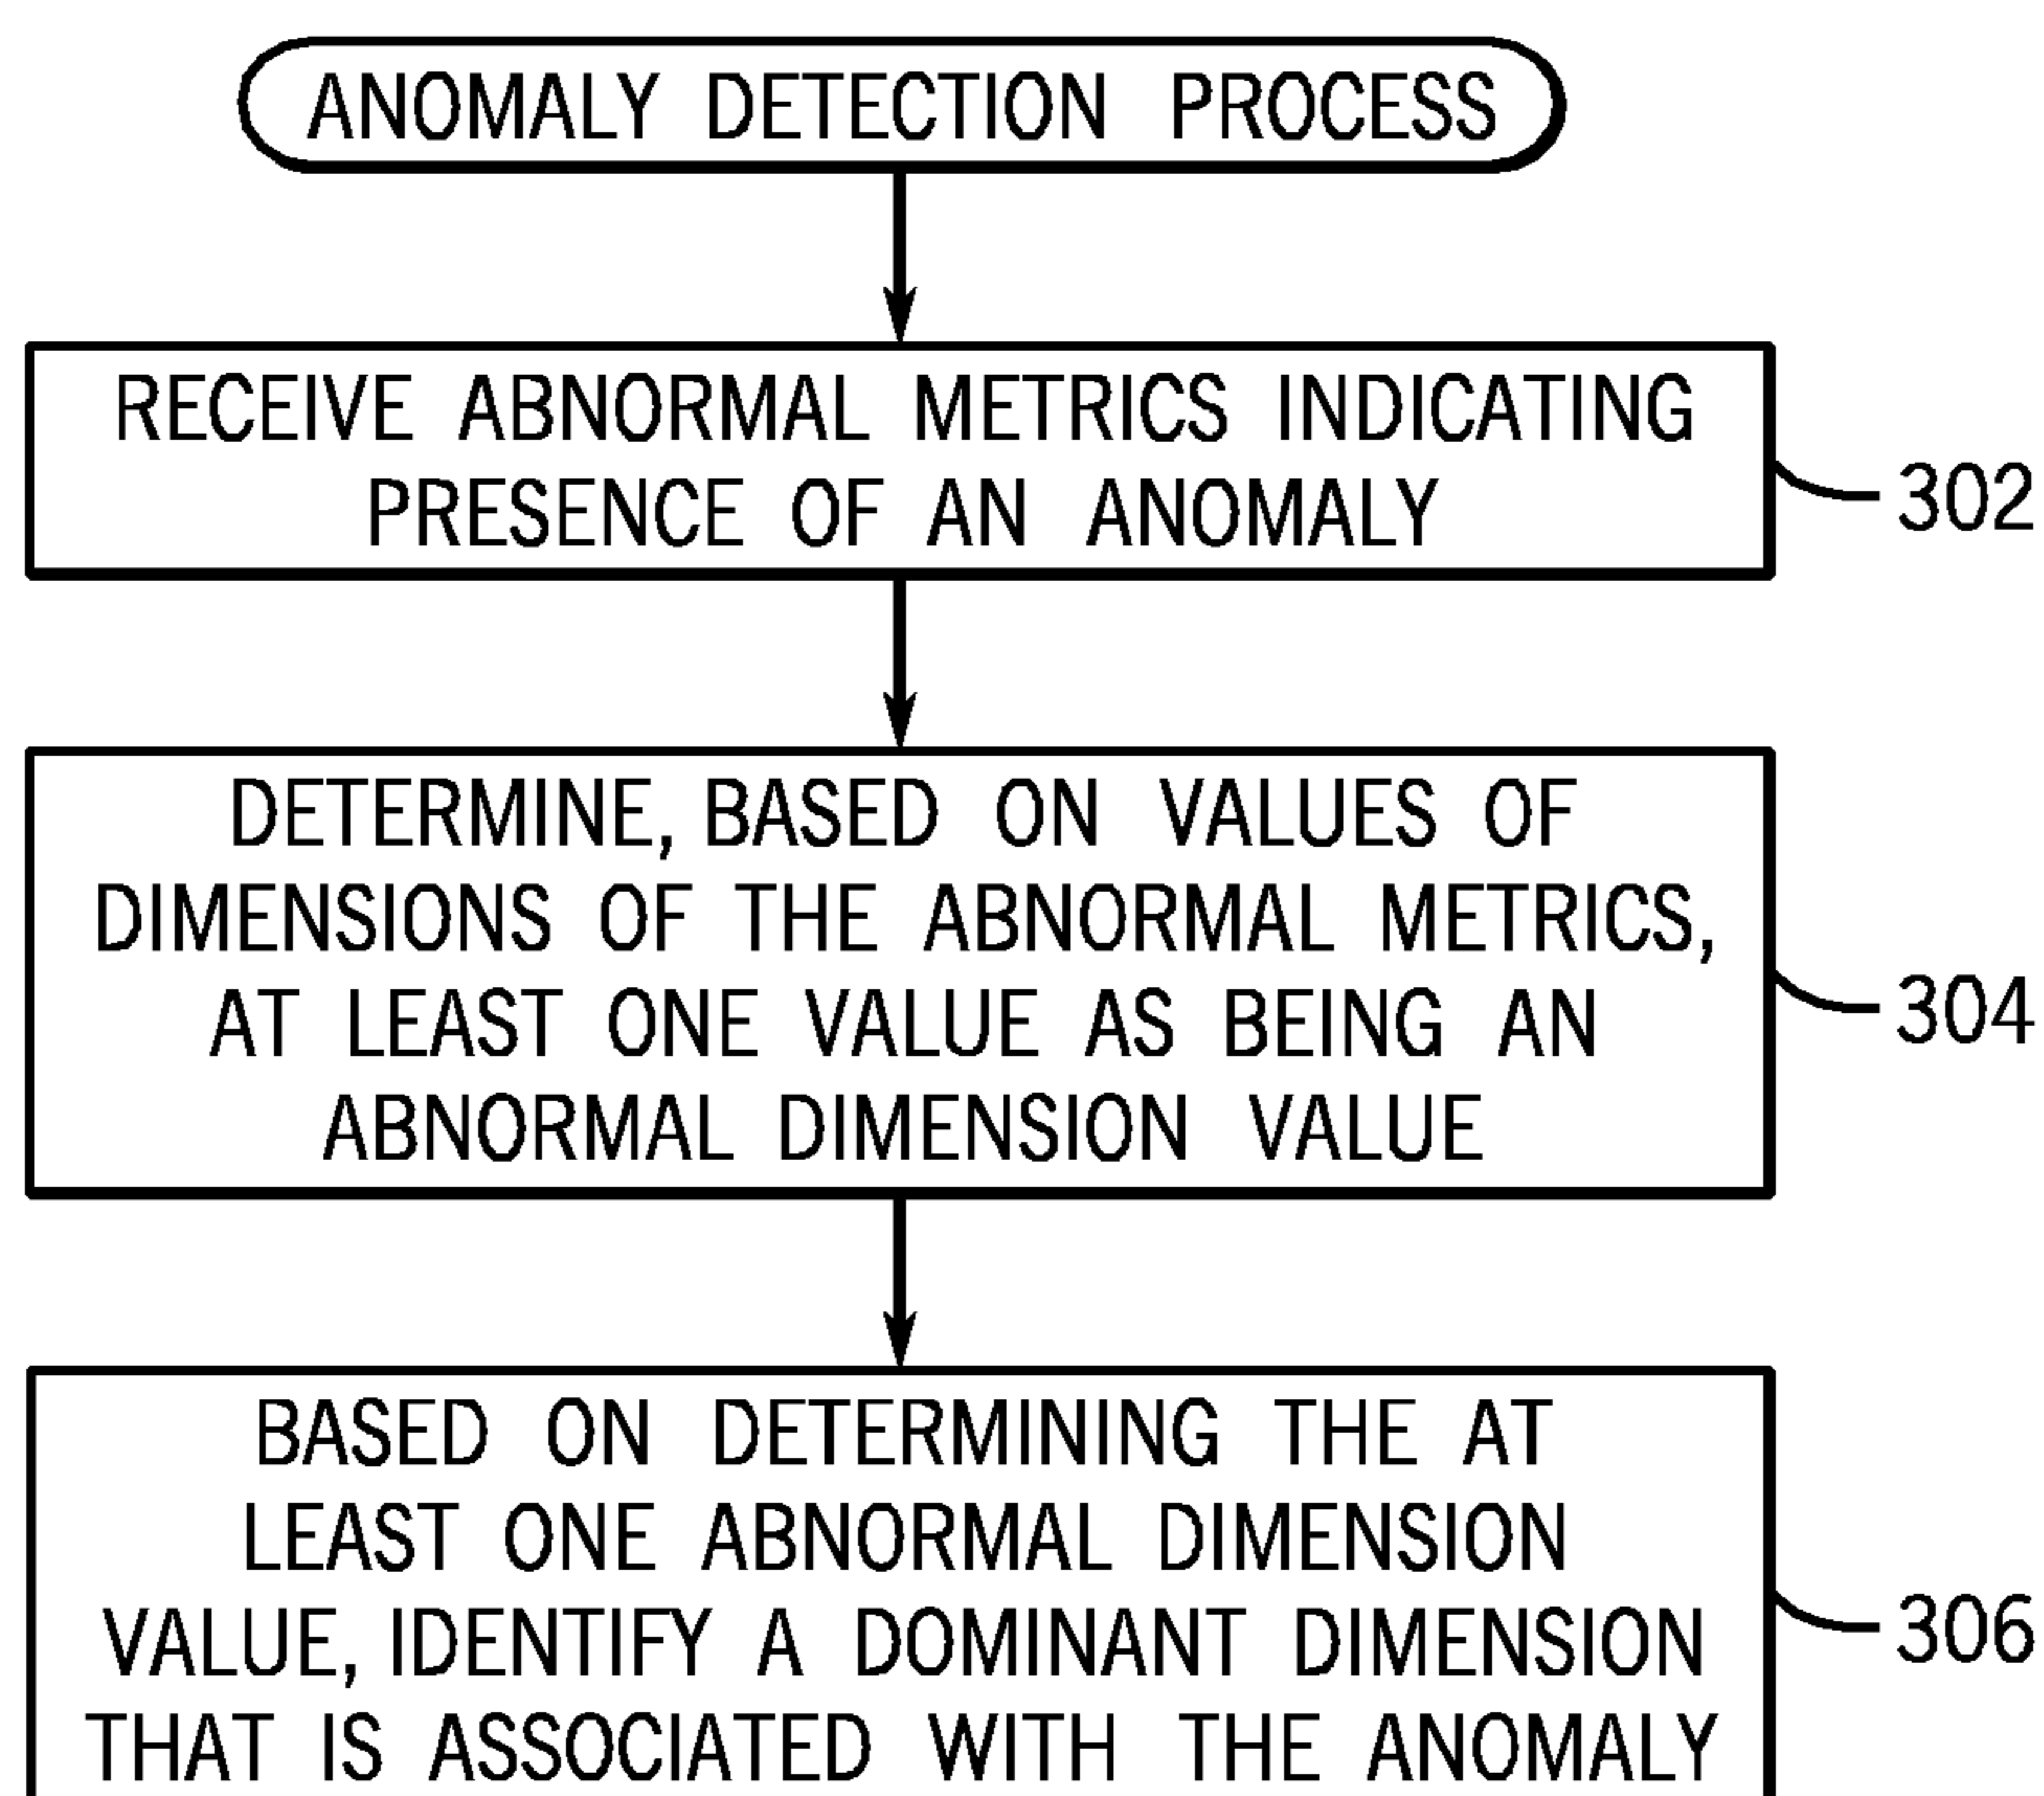 ANOMALY DETECTION PROCESS
RECEIVE ABNORMAL METRICS INDICATING
PRESENCE OF AN ANOMALY
302
DETERMINE, BASED ON VALUES OF
DIMENSIONS OF THE ABNORMAL METRICS,
AT LEAST ONE VALUE AS BEING AN
ABNORMAL DIMENSION VALUE
304
BASED ON DETERMINING THE AT
LEAST ONE ABNORMAL DIMENSION
VALUE, IDENTIFY A DOMINANT DIMENSION
THAT IS ASSOCIATED WITH THE ANOMALY
306